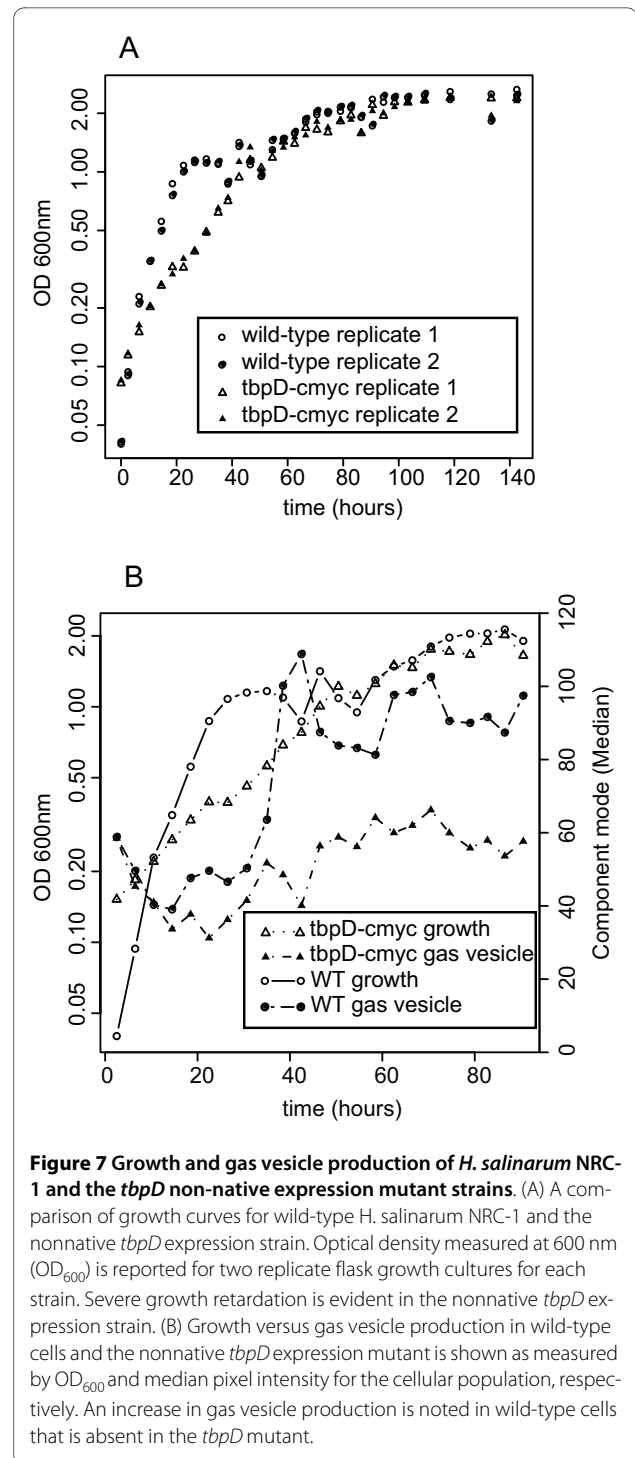 A
OD 600nm
2.00
1.00
0.50
0.20
0.10
0.05
wild-type replicate 1
wild-type replicate 2
tbpD-cmyc replicate 1
tbpD-cmyc replicate 2
0 20 40 60 80 100 120 140
time (hours)
B
OD 600nm
2.00
1.00
0.50
0.20
0.10
0.05
120
100
80
60
40
20
0
Component mode (Median)
tbpD-cmyc growth
tbpD-cmyc gas vesicle
WT growth
WT gas vesicle
0 20 40 60 80
time (hours)
Figure 7 Growth and gas vesicle production of H. salinarum NRC-
1 and the tbpD non-native expression mutant strains. (A) A com-
parison of growth curves for wild-type H. salinarum NRC-1 and the
nonnative tbpD expression strain. Optical density measured at 600 nm
(OD600) is reported for two replicate flask growth cultures for each
strain. Severe growth retardation is evident in the nonnative tbpD ex-
pression strain. (B) Growth versus gas vesicle production in wild-type
cells and the nonnative tbpD expression mutant is shown as measured
by OD600 and median pixel intensity for the cellular population, respec-
tively. An increase in gas vesicle production is noted in wild-type cells
that is absent in the tbpD mutant.